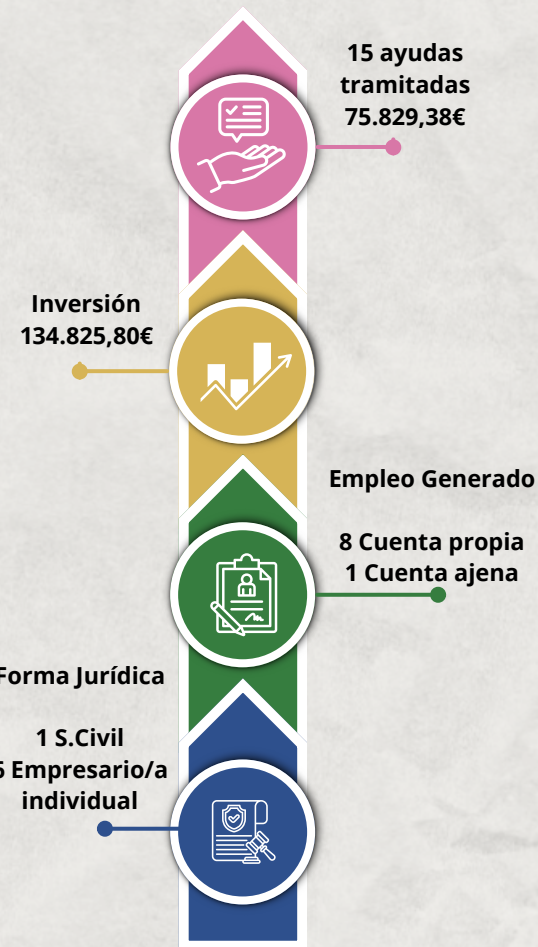 15 ayudas
tramitadas
75.829,38€
Inversión
134.825,80€
Empleo Generado
8 Cuenta propia
1 Cuenta ajena
Forma Jurídica
1 S.Civil
Empresario/a
individual